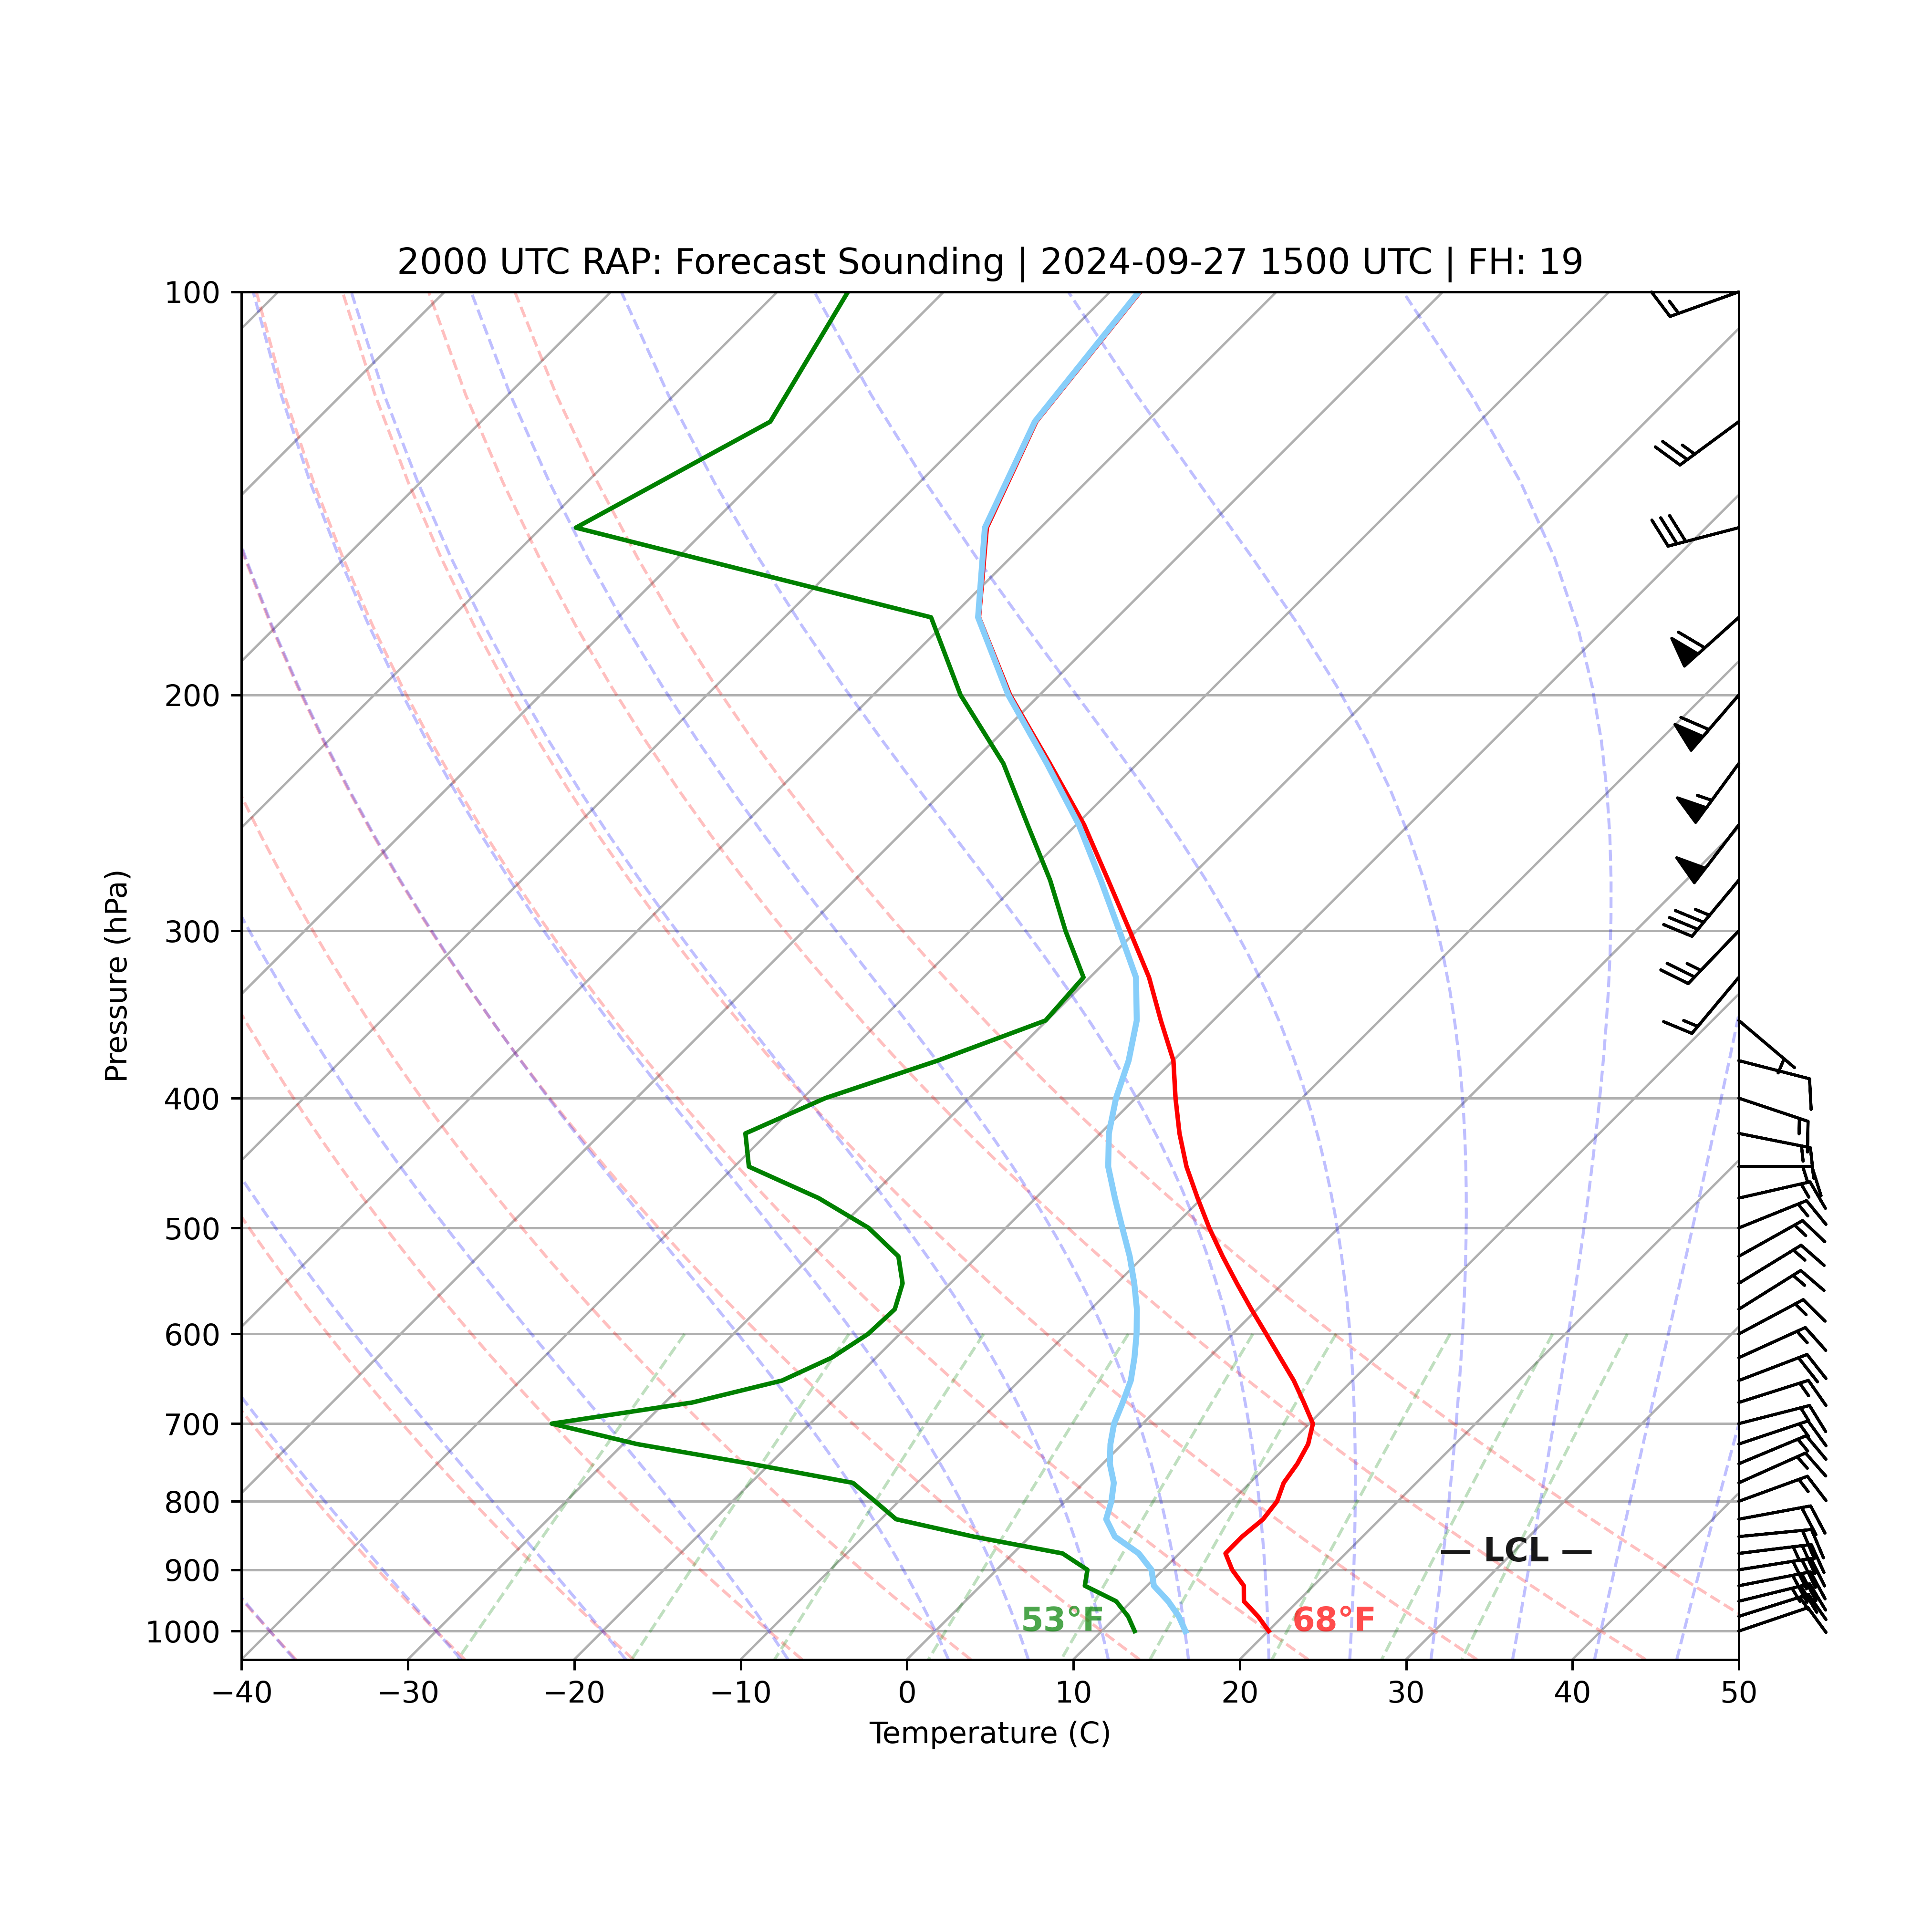 2000 UTC RAP: Forecast Sounding | 2024-09-27 1500 UTC | FH: 19
100
200
300
400
500
600
700
800
900
1000
Pressure (hPa)
— LCL —
53°F
68°F
−40 −30 −20 −10 0 10 20 30 40 50
Temperature (C)